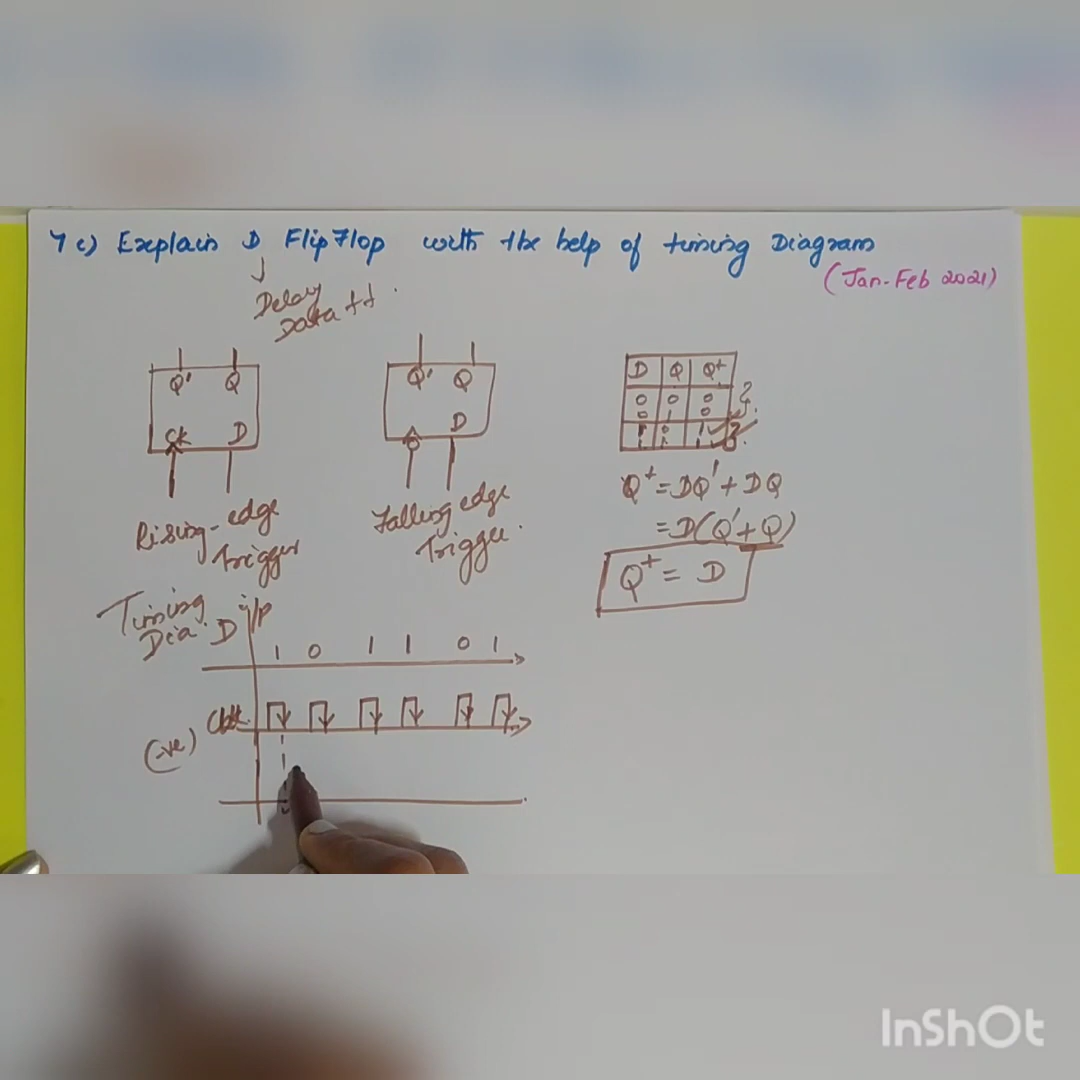 7 c) Explain D Flip Flop with the help of timing Diagram
(Jan-Feb 2021)
Delay
Data ff.
Q' Q
CK D
Rising-edge
Trigger
Q' Q
D
Falling edge
Trigger.
D Q Q+
0 0 0
0 1 0
1 0 1
1 1 1
Q+ = DQ' + DQ
= D(Q'+Q)
Q+ = D
Timing
Dia. D i/p
1 0 1 1 0 1
(-ve)
InShOt